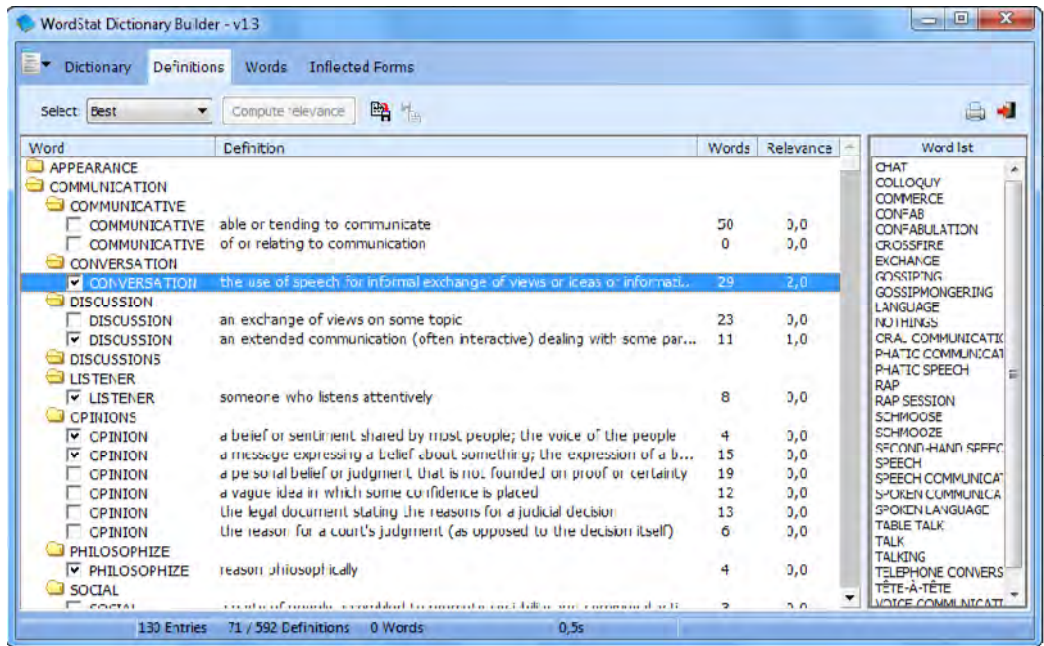 WordStat Dictionary Builder - v1.3
Dictionary Definitions Words Inflected Forms
Select: Best Compute relevance
Word Definition Words Relevance Word list
APPEARANCE
COMMUNICATION
COMMUNICATIVE
COMMUNICATIVE able or tending to communicate 50 0,0
COMMUNICATIVE of or relating to communication 0 0,0
CONVERSATION
CONVERSATION the use of speech for informal exchange of views or ideas or informati... 29 2,0
DISCUSSION
DISCUSSION an exchange of views on some topic 23 0,0
DISCUSSION an extended communication (often interactive) dealing with some par... 11 1,0
DISCUSSIONS
LISTENER
LISTENER someone who listens attentively 8 0,0
OPINIONS
OPINION a belief or sentiment shared by most people; the voice of the people 4 0,0
OPINION a message expressing a belief about something; the expression of a b... 15 0,0
OPINION a personal belief or judgment that is not founded on proof or certainty 19 0,0
OPINION a vague idea in which some confidence is placed 12 0,0
OPINION the legal document stating the reasons for a judicial decision 13 0,0
OPINION the reason for a court's judgment (as opposed to the decision itself) 6 0,0
PHILOSOPHIZE
PHILOSOPHIZE reason philosophically 4 0,0
SOCIAL
CHAT
COLLOQUY
COMMERCE
CONFAB
CONFABULATION
CROSSFIRE
EXCHANGE
GOSSIPING
GOSSIPMONGERING
LANGUAGE
NOTHINGS
ORAL COMMUNICATIO
PHATIC COMMUNICAT
PHATIC SPEECH
RAP
RAP SESSION
SCHMOOSE
SCHMOOZE
SECOND-HAND SPEEC
SPEECH
SPEECH COMMUNICAT
SPOKEN COMMUNICA
SPOKEN LANGUAGE
TABLE TALK
TALK
TALKING
TELEPHONE CONVERS
TÊTE-À-TÊTE
VOICE COMMUNICATI
130 Entries 71 / 592 Definitions 0 Words 0,5s